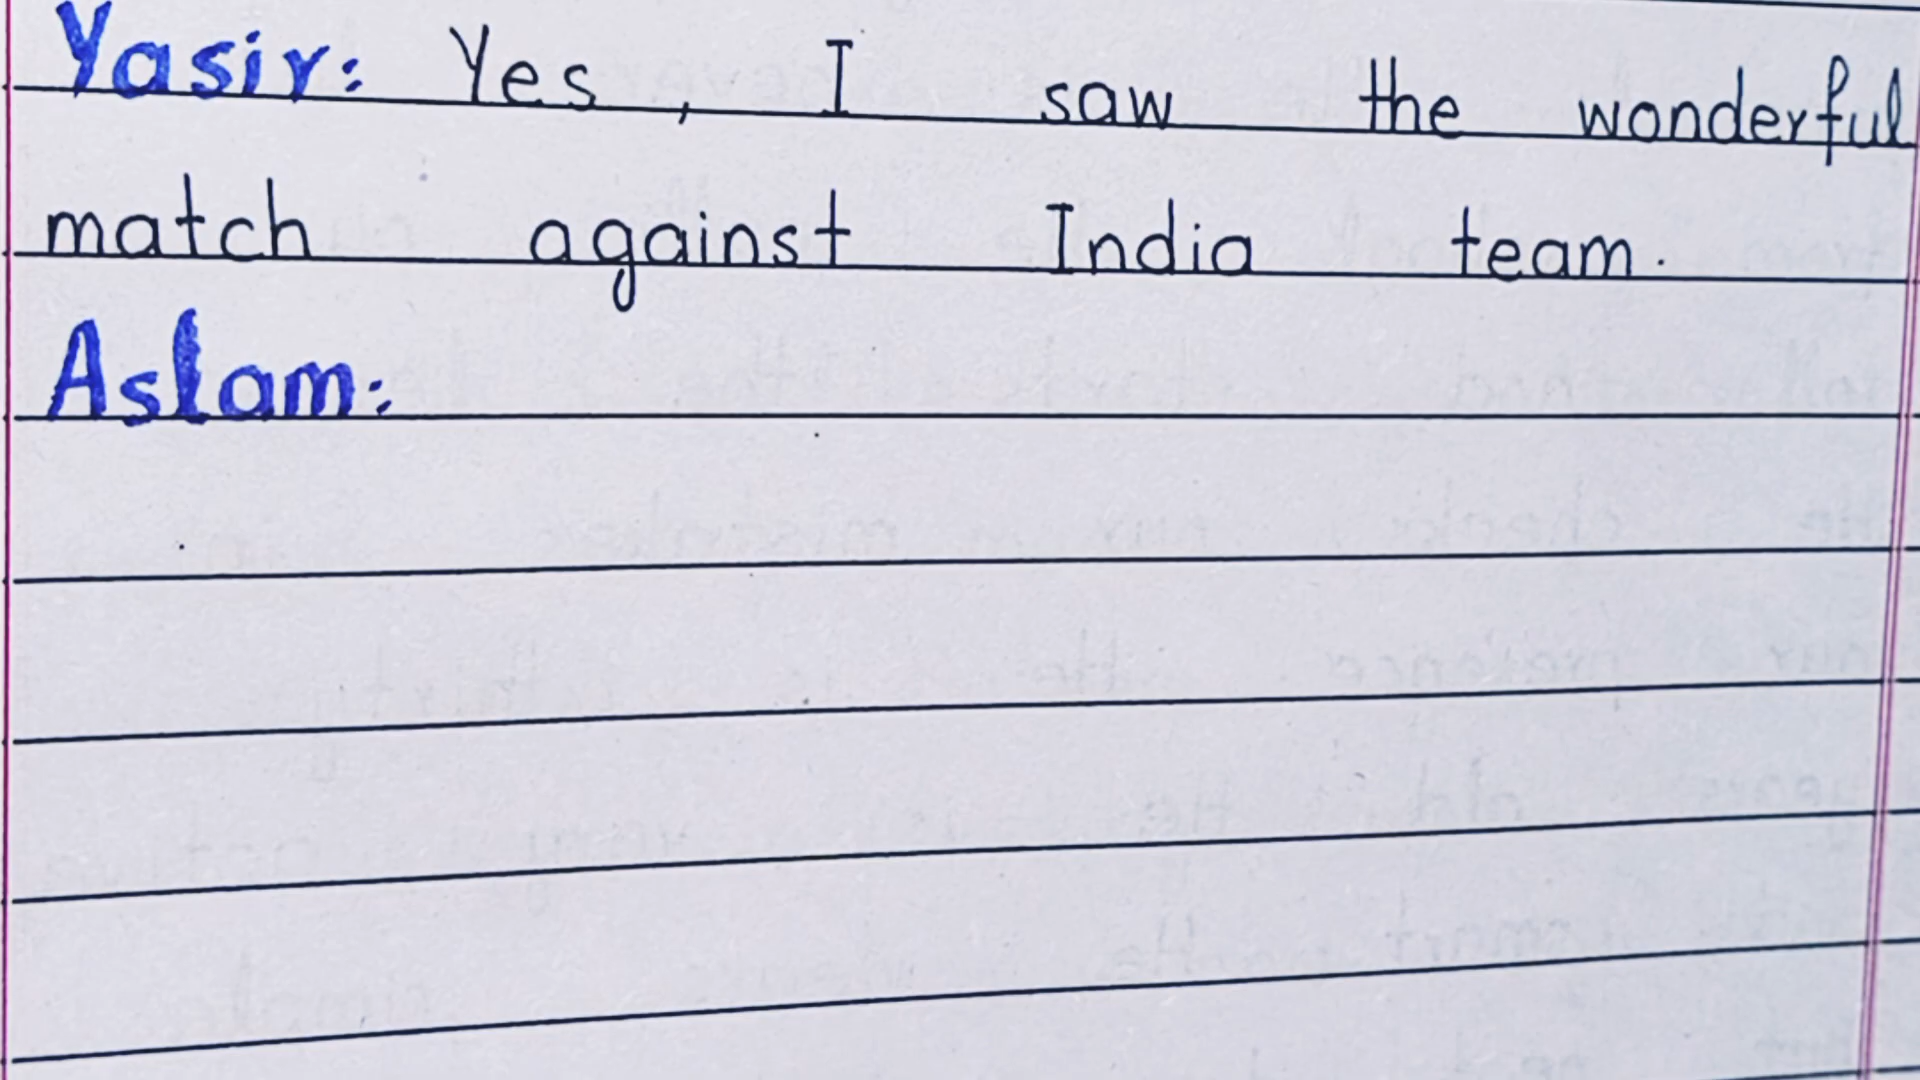 Yasir: Yes, I saw the wonderful
match against India team.
Aslam: